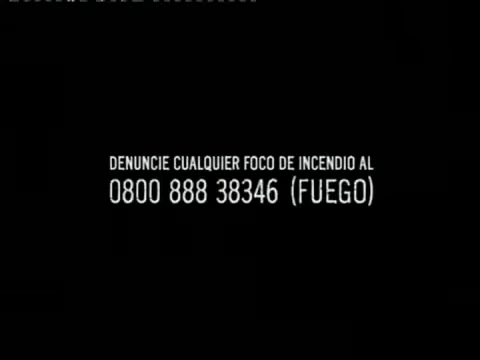 DENUNCIE CUALQUIER FOCO DE INCENDIO AL
0800 888 38346 (FUEGO)